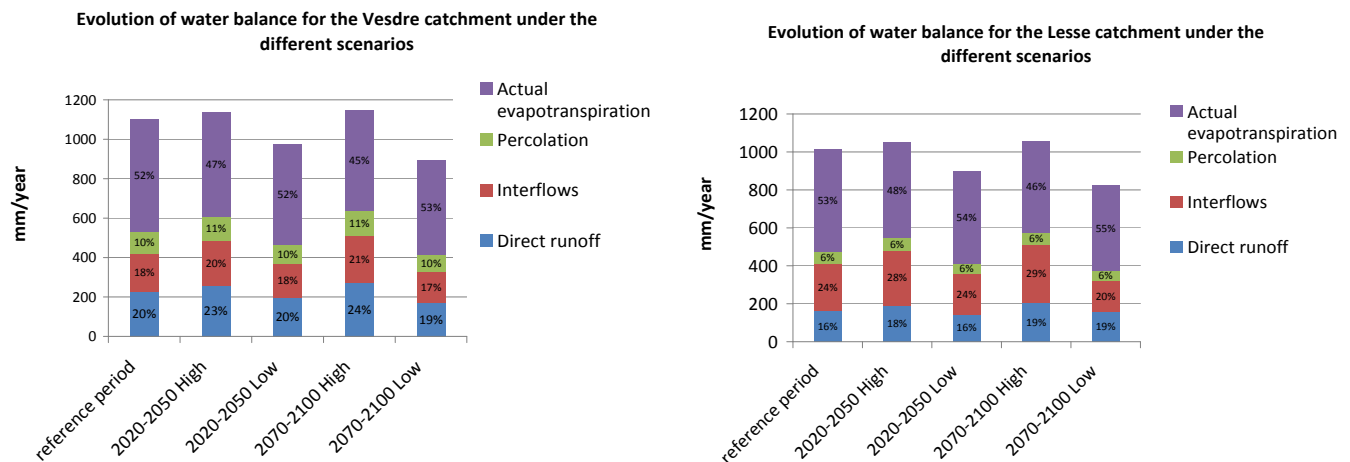 Evolution of water balance for the Vesdre catchment under the
different scenarios
mm/year
1200
1000
800
600
400
200
0
52%
10%
18%
20%
47%
11%
20%
23%
52%
10%
18%
20%
45%
11%
21%
24%
53%
10%
17%
19%
reference period
2020-2050 High
2020-2050 Low
2070-2100 High
2070-2100 Low
Actual
evapotranspiration
Percolation
Interflows
Direct runoff
Evolution of water balance for the Lesse catchment under the
different scenarios
mm/year
1200
1000
800
600
400
200
0
53%
6%
24%
16%
48%
6%
28%
18%
54%
6%
24%
16%
46%
6%
29%
19%
55%
6%
20%
19%
reference period
2020-2050 High
2020-2050 Low
2070-2100 High
2070-2100 Low
Actual
evapotranspiration
Percolation
Interflows
Direct runoff